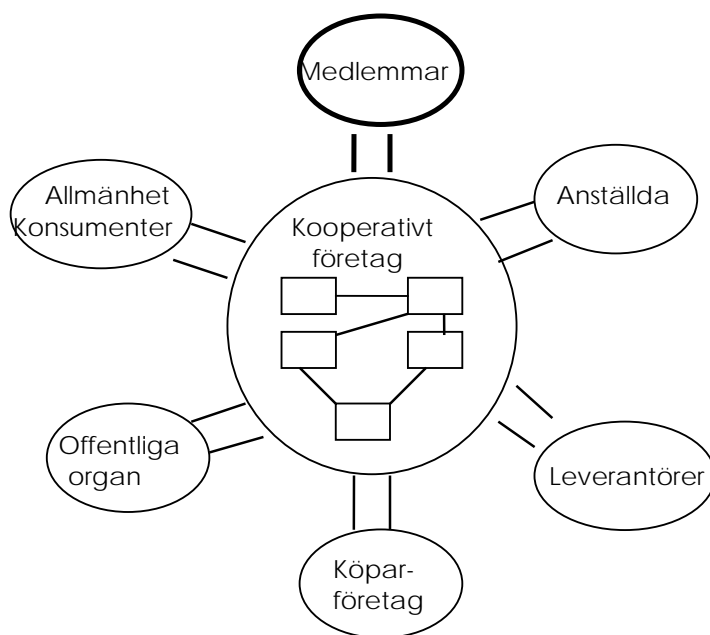 Medlemmar
Allmänhet
Konsumenter
Anställda
Kooperativt
företag
Offentliga
organ
Leverantörer
Köpar-
företag